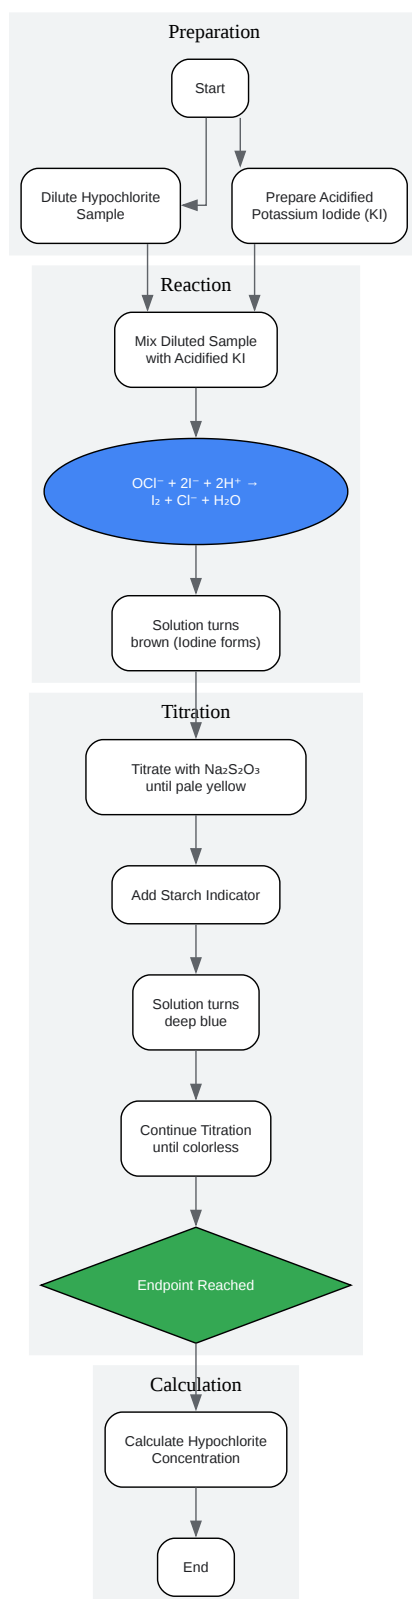 Preparation
Start
Dilute Hypochlorite
Sample
Prepare Acidified
Potassium Iodide (KI)
Reaction
Mix Diluted Sample
with Acidified KI
OCl⁻ + 2I⁻ + 2H⁺ →
I₂ + Cl⁻ + H₂O
Solution turns
brown (Iodine forms)
Titration
Titrate with Na₂S₂O₃
until pale yellow
Add Starch Indicator
Solution turns
deep blue
Continue Titration
until colorless
Endpoint Reached
Calculation
Calculate Hypochlorite
Concentration
End